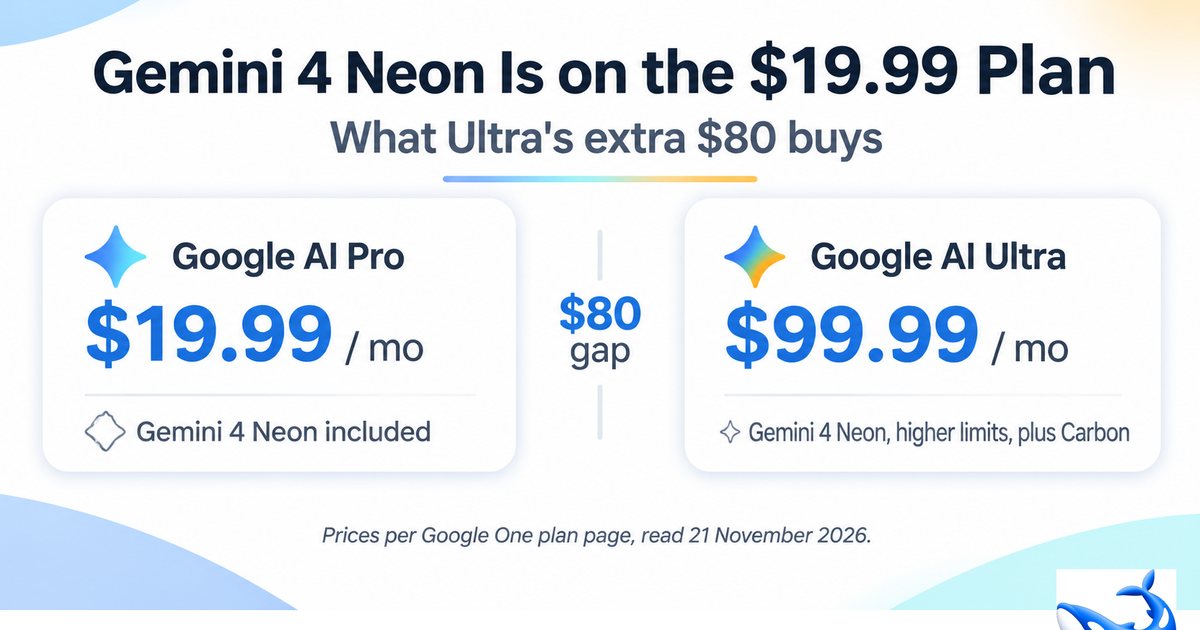 Gemini 4 Neon Is on the $19.99 Plan
What Ultra's extra $80 buys
Google AI Pro
$19.99 / mo
Gemini 4 Neon included
$80
gap
Google AI Ultra
$99.99 / mo
Gemini 4 Neon, higher limits, plus Carbon
Prices per Google One plan page, read 21 November 2026.